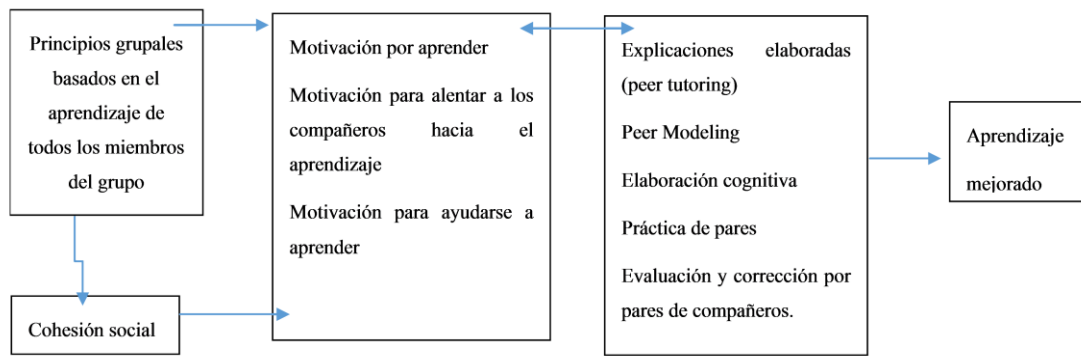 Principios grupales
basados en el
aprendizaje de
todos los miembros
del grupo
Cohesión social
Motivación por aprender
Motivación para alentar a los
compañeros hacia el
aprendizaje
Motivación para ayudarse a
aprender
Explicaciones elaboradas
(peer tutoring)
Peer Modeling
Elaboración cognitiva
Práctica de pares
Evaluación y corrección por
pares de compañeros.
Aprendizaje
mejorado